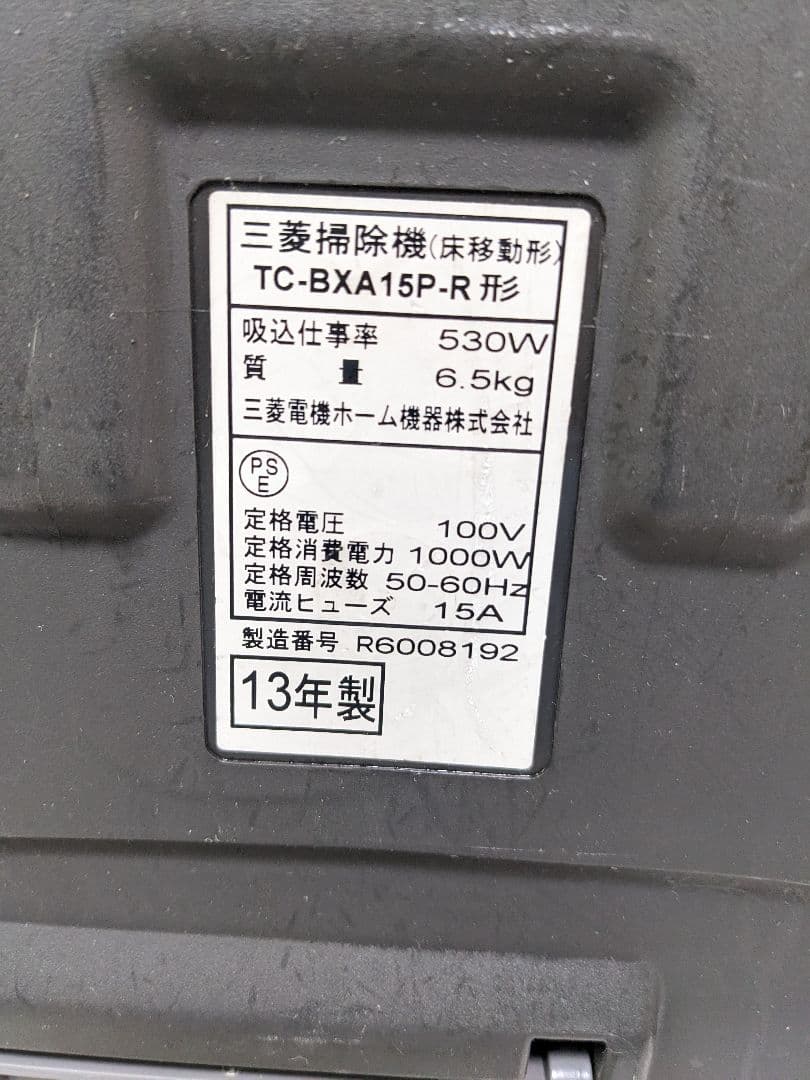 三菱掃除機(床移動形)
TC-BXA15P-R形
吸込仕事率 530W
質量 6.5kg
三菱電機ホーム機器株式会社
PS
E
定格電圧 100V
定格消費電力 1000W
定格周波数 50-60Hz
電流ヒューズ 15A
製造番号 R6008192
13年製